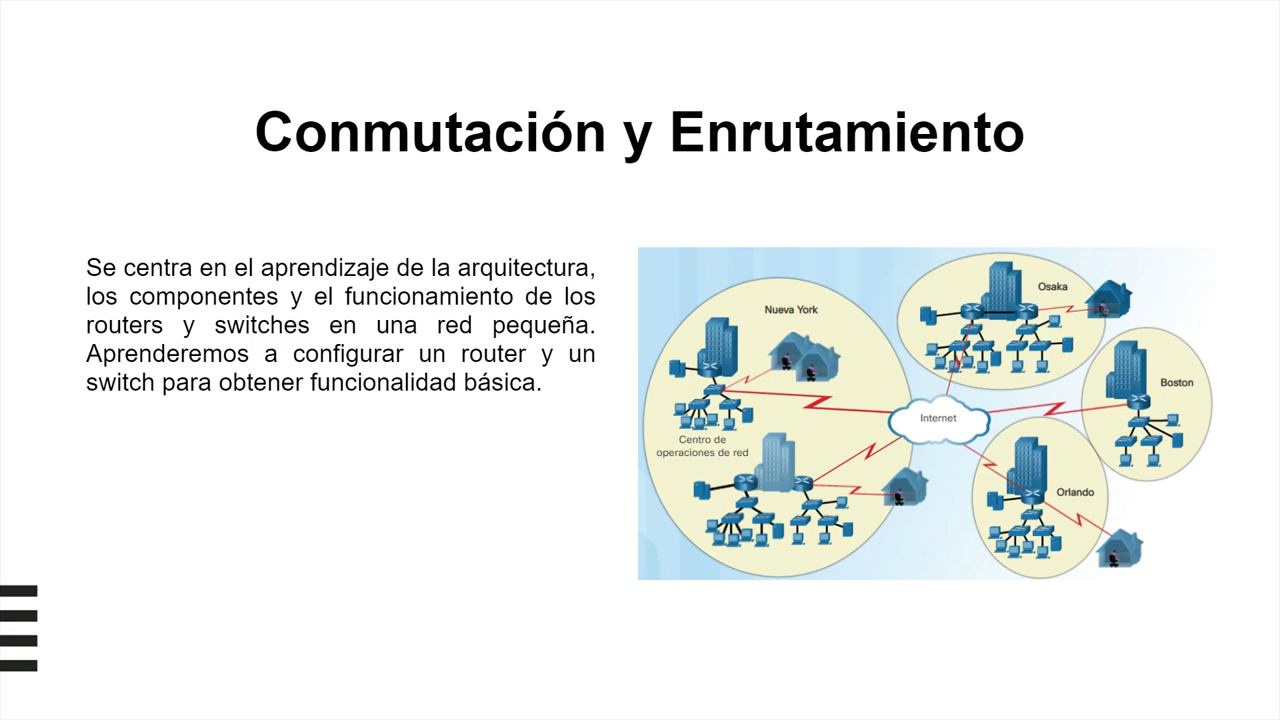 Conmutación y Enrutamiento
Se centra en el aprendizaje de la arquitectura,
los componentes y el funcionamiento de los
routers y switches en una red pequeña.
Aprenderemos a configurar un router y un
switch para obtener funcionalidad básica.
Nueva York
Osaka
Boston
Internet
Centro de
operaciones de red
Orlando